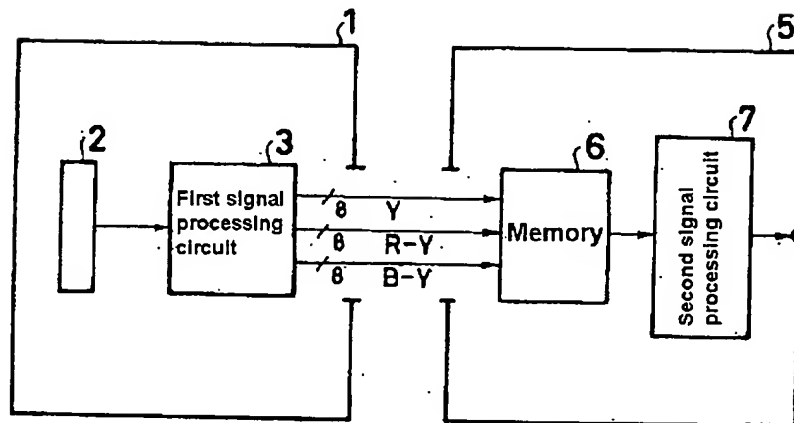 1
5
2
3
6
7
First signal
processing
circuit
8 Y
8 R-Y
8 B-Y
Memory
Second signal
processing circuit